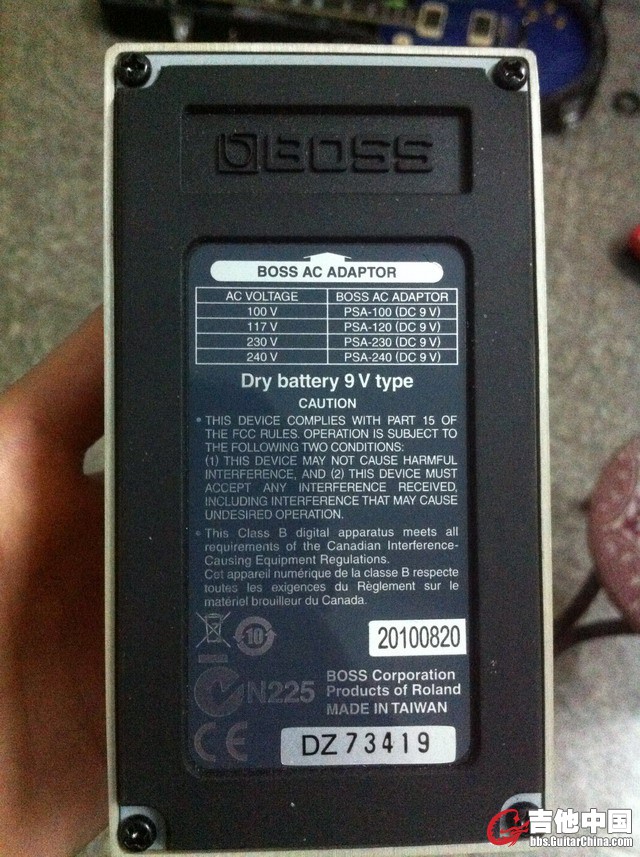 BOSS
BOSS AC ADAPTOR
AC VOLTAGE BOSS AC ADAPTOR
100 V PSA-100 (DC 9 V)
117 V PSA-120 (DC 9 V)
230 V PSA-230 (DC 9 V)
240 V PSA-240 (DC 9 V)
Dry battery 9 V type
CAUTION
* THIS DEVICE COMPLIES WITH PART 15 OF
THE FCC RULES. OPERATION IS SUBJECT TO
THE FOLLOWING TWO CONDITIONS:
(1) THIS DEVICE MAY NOT CAUSE HARMFUL
INTERFERENCE, AND (2) THIS DEVICE MUST
ACCEPT ANY INTERFERENCE RECEIVED,
INCLUDING INTERFERENCE THAT MAY CAUSE
UNDESIRED OPERATION.
* This Class B digital apparatus meets all
requirements of the Canadian Interference-
Causing Equipment Regulations.
Cet appareil numérique de la classe B respecte
toutes les exigences du Règlement sur le
matériel brouilleur du Canada.
10
20100820
N225
BOSS Corporation
Products of Roland
MADE IN TAIWAN
CE
DZ73419
吉他中国
bbs.GuitarChina.com